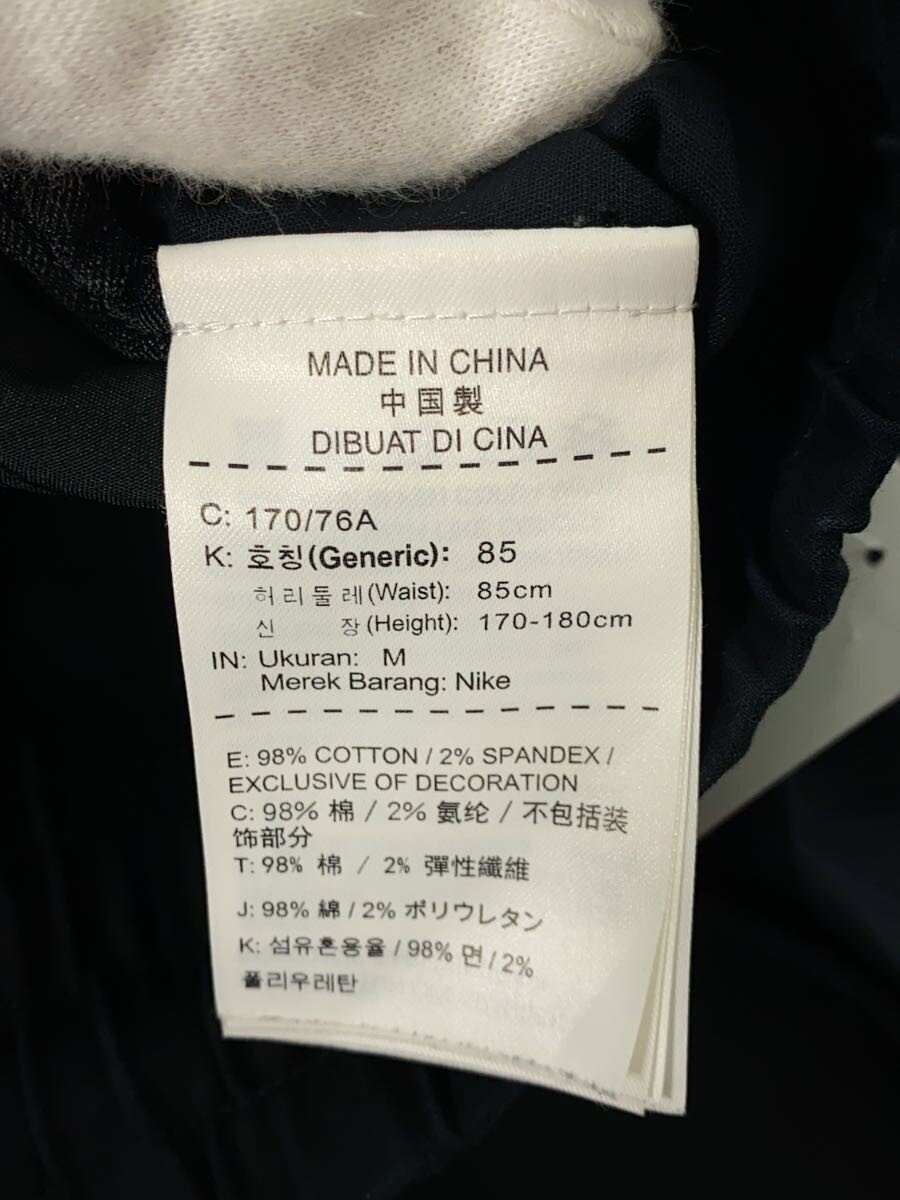 MADE IN CHINA
中国製
DIBUAT DI CINA
C: 170/76A
K: 호칭(Generic): 85
허리둘레(Waist): 85cm
신 장(Height): 170-180cm
IN: Ukuran: M
Merek Barang: Nike
E: 98% COTTON / 2% SPANDEX /
EXCLUSIVE OF DECORATION
C: 98% 棉 / 2% 氨纶 / 不包括装
饰部分
T: 98% 棉 / 2% 彈性纖維
J: 98% 綿 / 2% ポリウレタン
K: 섬유혼용율 / 98% 면 / 2%
폴리우레탄